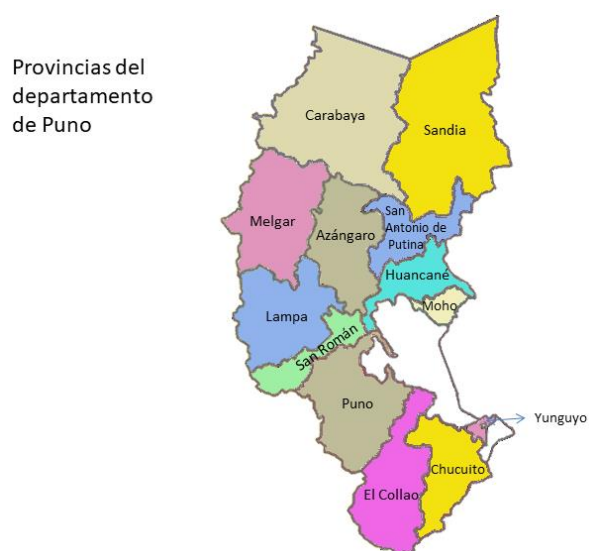 Provincias del
departamento
de Puno
Carabaya
Sandia
Melgar
Azángaro
San
Antonio de
Putina
Huancané
Moho
Lampa
San Román
Puno
Yunguyo
Chucuito
El Collao